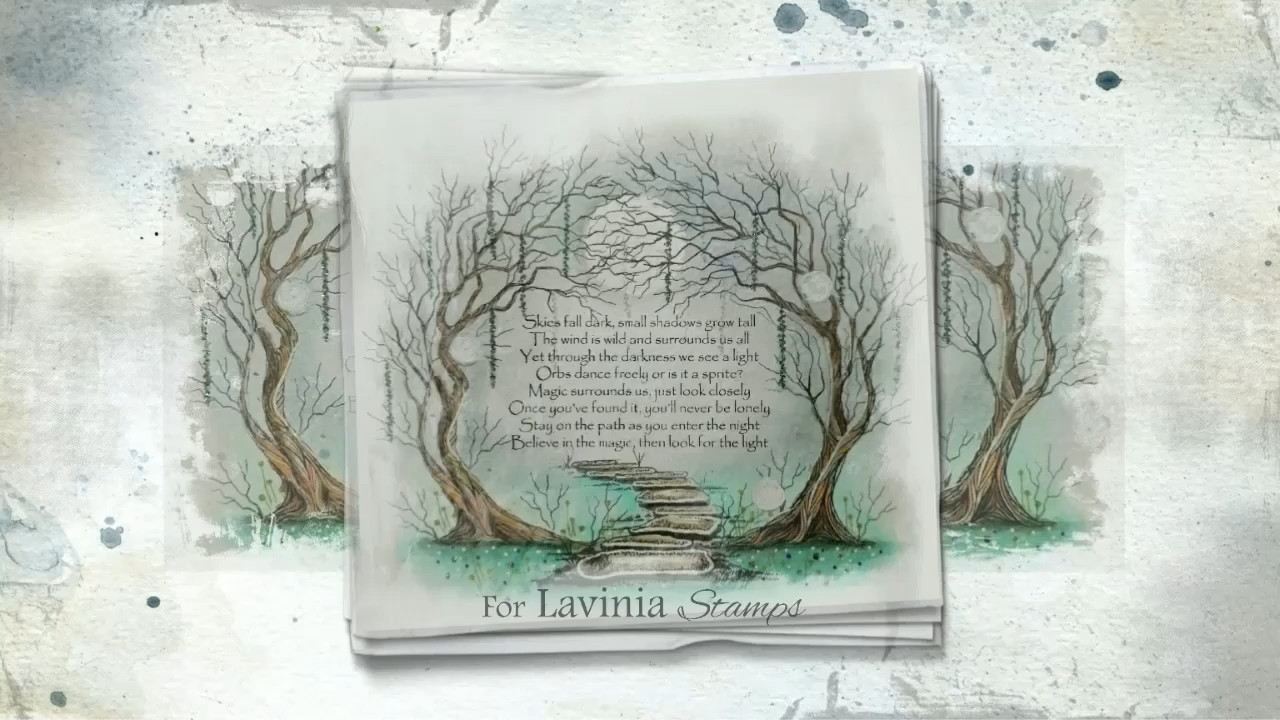 Skies fall dark, small shadows grow tall
The wind is wild and surrounds us all
Yet through the darkness we see a light
Orbs dance freely or is it a sprite?
Magic surrounds us, just look closely
Once you've found it, you'll never be lonely
Stay on the path as you enter the night
Believe in the magic, then look for the light
For Lavinia Stamps